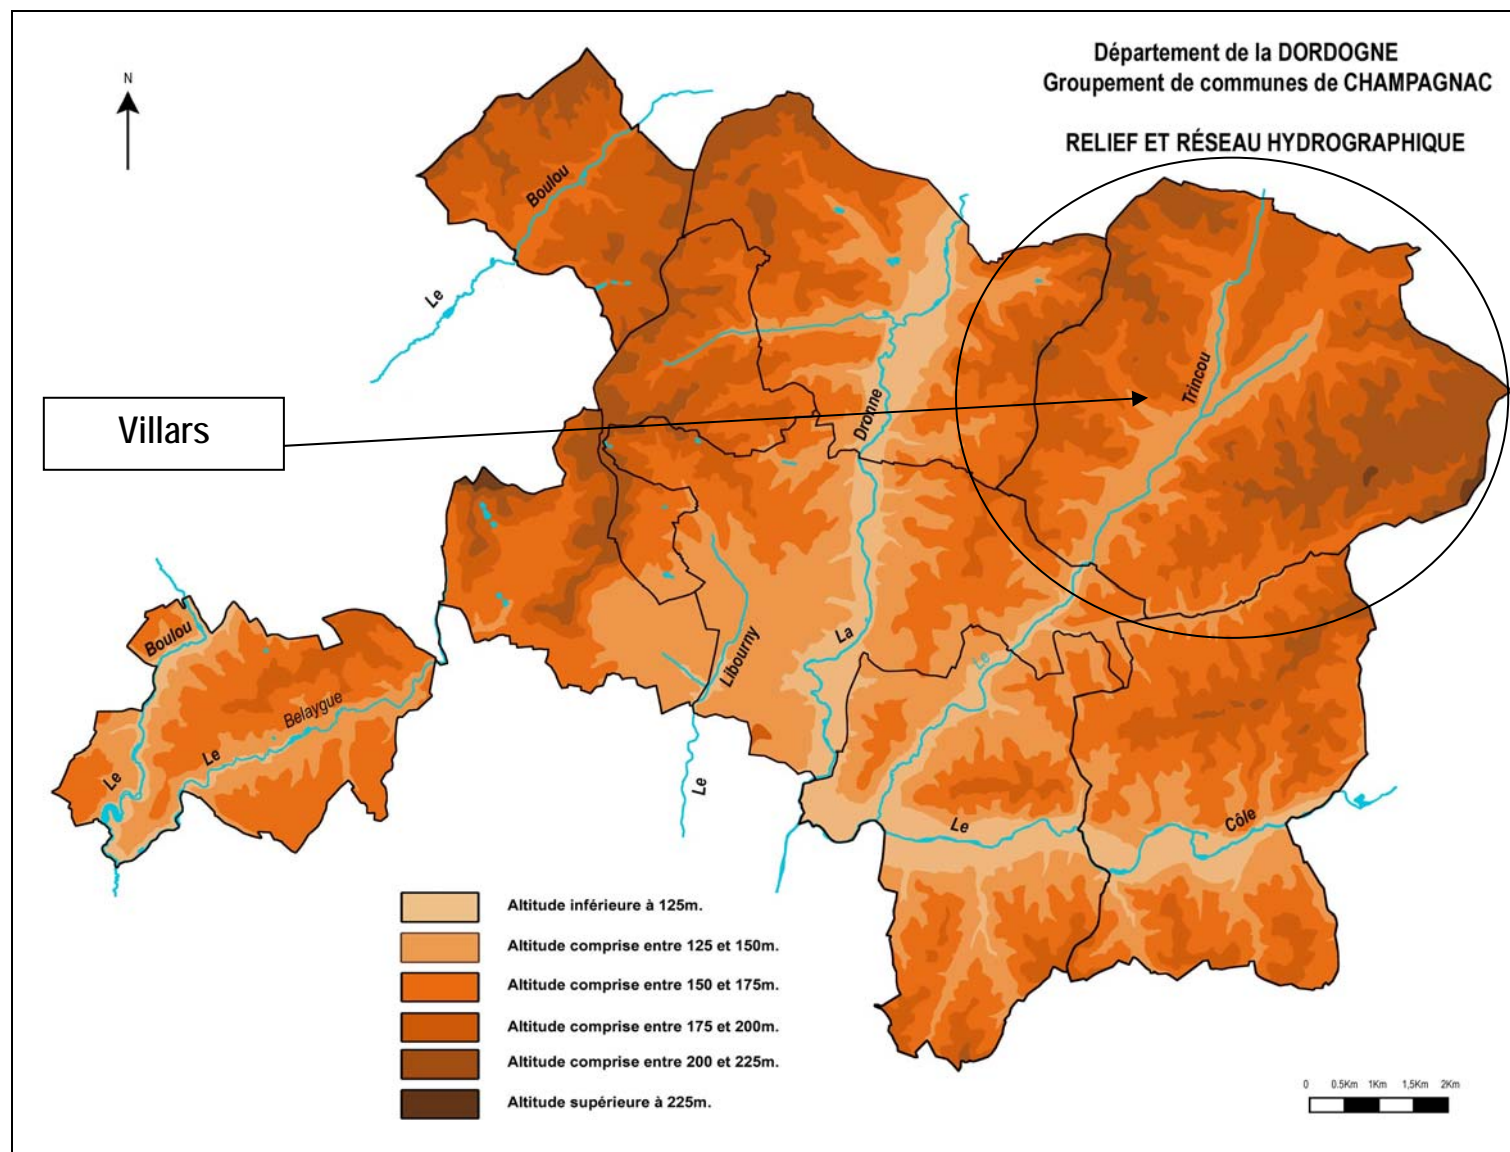 Département de la DORDOGNE
Groupement de communes de CHAMPAGNAC
RELIEF ET RÉSEAU HYDROGRAPHIQUE
N
Boulou
Le
Villars
Dronne
La
Trincou
Le
Libourny
Le
Boulou
Le
Belaygue
Le
Le
Côle
Altitude inférieure à 125m.
Altitude comprise entre 125 et 150m.
Altitude comprise entre 150 et 175m.
Altitude comprise entre 175 et 200m.
Altitude comprise entre 200 et 225m.
Altitude supérieure à 225m.
0 0.5Km 1Km 1,5Km 2Km